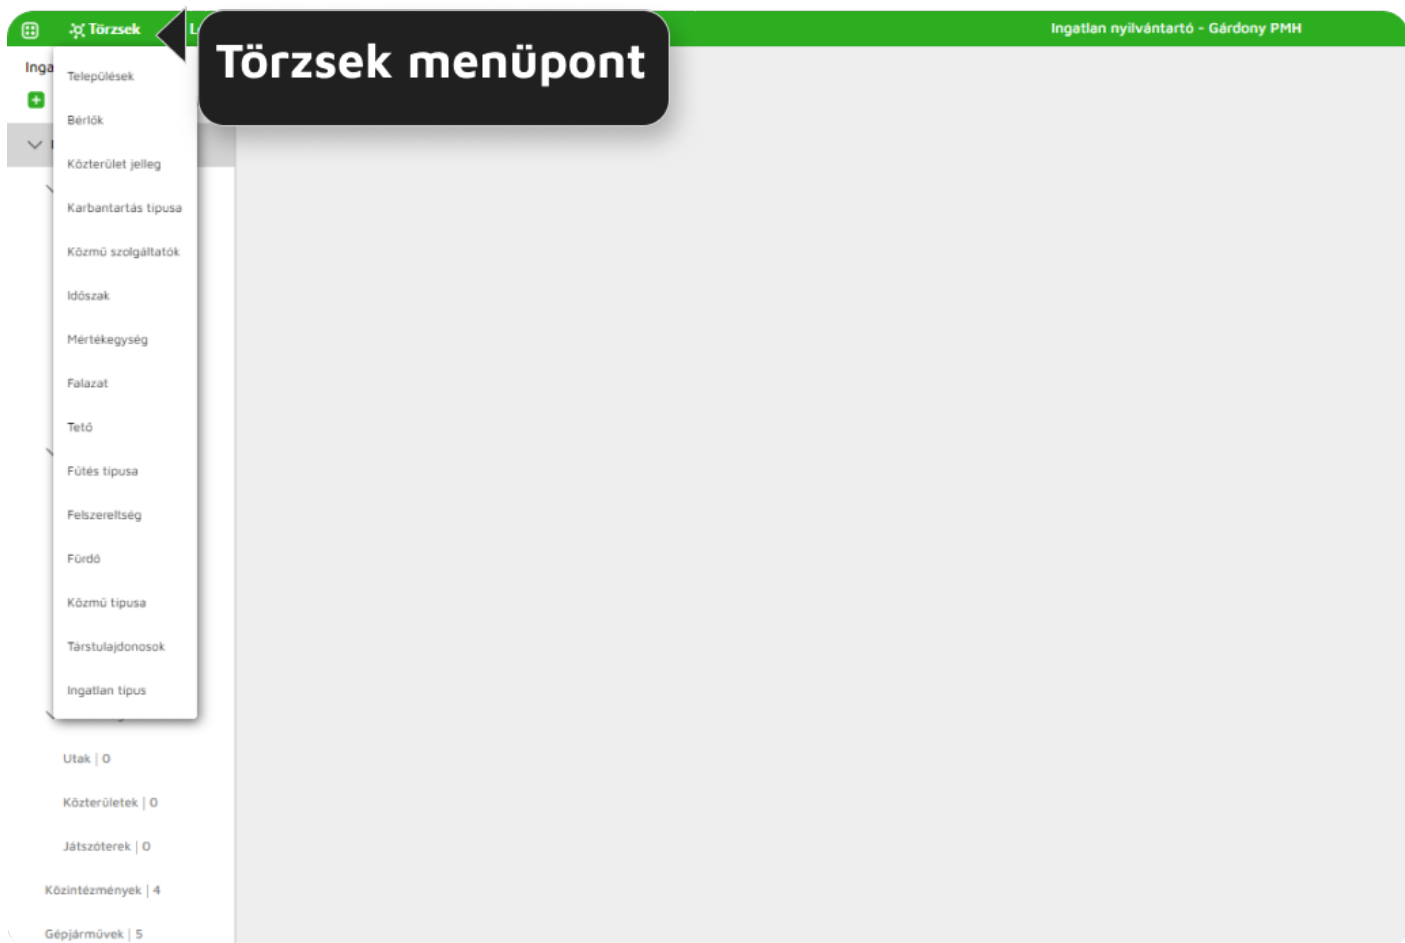 Törzsek
L
Ingatlan nyilvántartó - Gárdony PMH
Törzsek menüpont
Inga
Települések
Bérlők
Közterület jelleg
Karbantartás típusa
Közmű szolgáltatók
Időszak
Mértékegység
Falazat
Tető
Fűtés típusa
Felszereltség
Fürdő
Közmű típusa
Társtulajdonosok
Ingatlan típus
Utak | 0
Közterületek | 0
Játszóterek | 0
Közintézmények | 4
Gépjárművek | 5